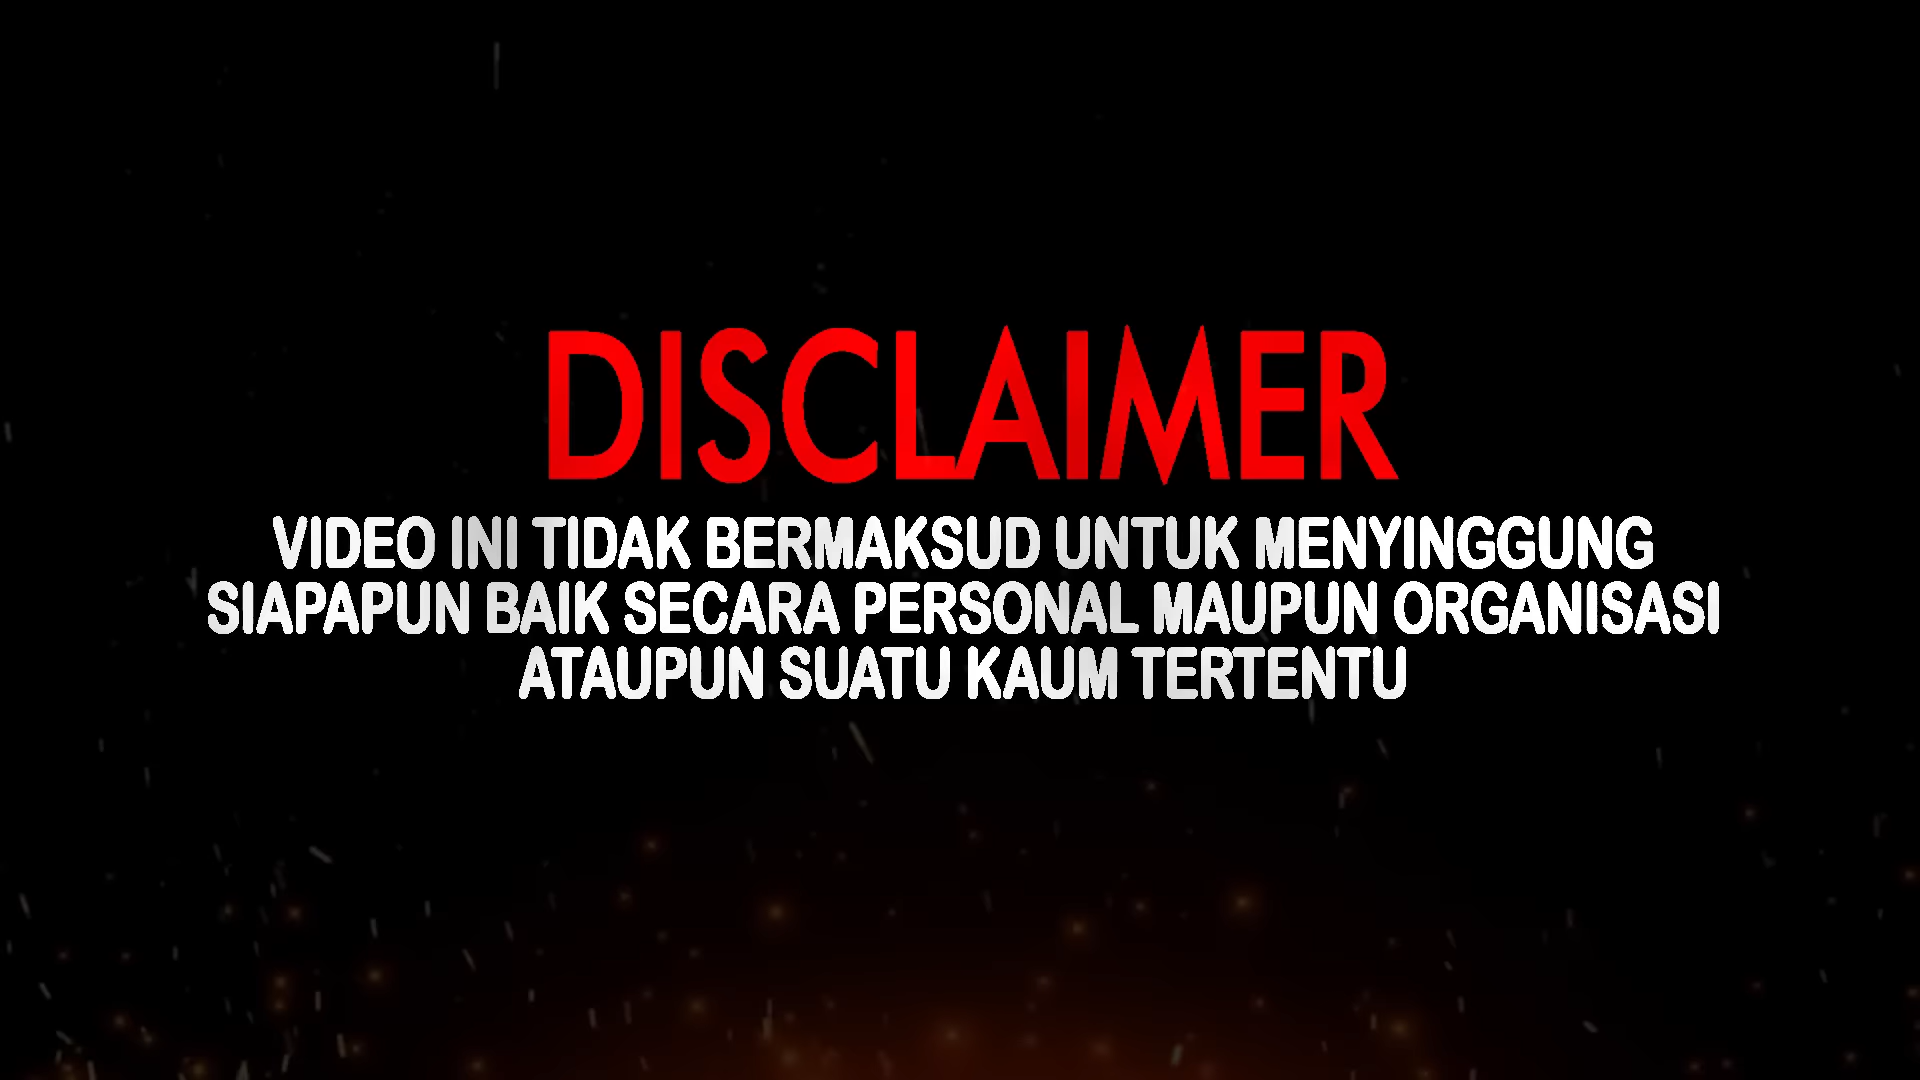 DISCLAIMER
VIDEO INI TIDAK BERMAKSUD UNTUK MENYINGGUNG
SIAPAPUN BAIK SECARA PERSONAL MAUPUN ORGANISASI
ATAUPUN SUATU KAUM TERTENTU